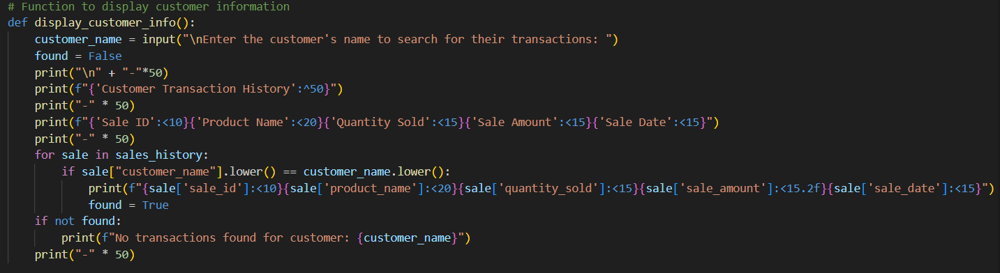 # Function to display customer information
def display_customer_info():
    customer_name = input("\nEnter the customer's name to search for their transactions: ")
    found = False
    print("\n" + "-"*50)
    print(f"{'Customer Transaction History':^50}")
    print("-" * 50)
    print(f"{'Sale ID':<10}{'Product Name':<20}{'Quantity Sold':<15}{'Sale Amount':<15}{'Sale Date':<15}")
    print("-" * 50)
    for sale in sales_history:
        if sale["customer_name"].lower() == customer_name.lower():
            print(f"{sale['sale_id']:<10}{sale['product_name']:<20}{sale['quantity_sold']:<15}{sale['sale_amount']:<15.2f}{sale['sale_date']:<15}")
            found = True
    if not found:
        print(f"No transactions found for customer: {customer_name}")
    print("-" * 50)